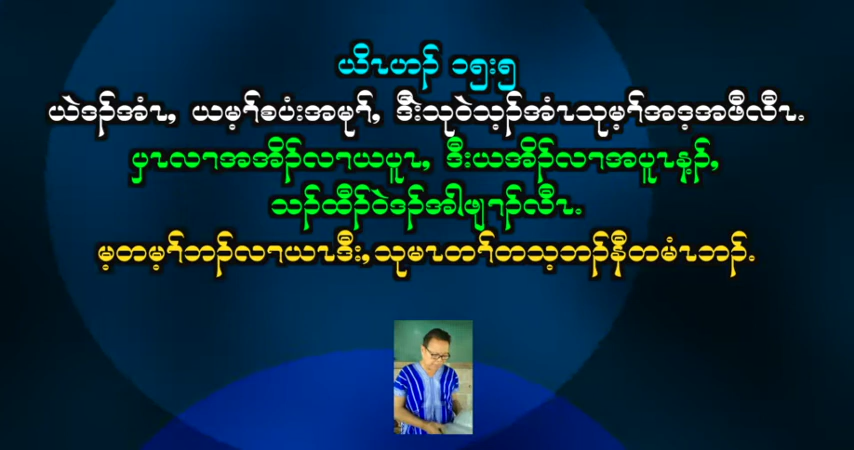 ယိၤဟၣ် ၁၅း၅
ယဲဒၣ်အံၤ, ယမ့ၢ်စပံးအမုၢ်, ဒီးသုဝဲသ့ၣ်အံၤသုမ့ၢ်အဒ့အဖီလီၤ.
ပှၤလၢအအိၣ်လၢယပူၤ, ဒီးယအိၣ်လၢအပူၤန့ၣ်,
သၣ်ထီၣ်ဝဲဒၣ်အါဖျၢၣ်လီၤ.
မ့တမ့ၢ်ဘၣ်လၢယၤဒီး,သုမၤတၢ်တသ့ဘၣ်နီတမံၤဘၣ်.